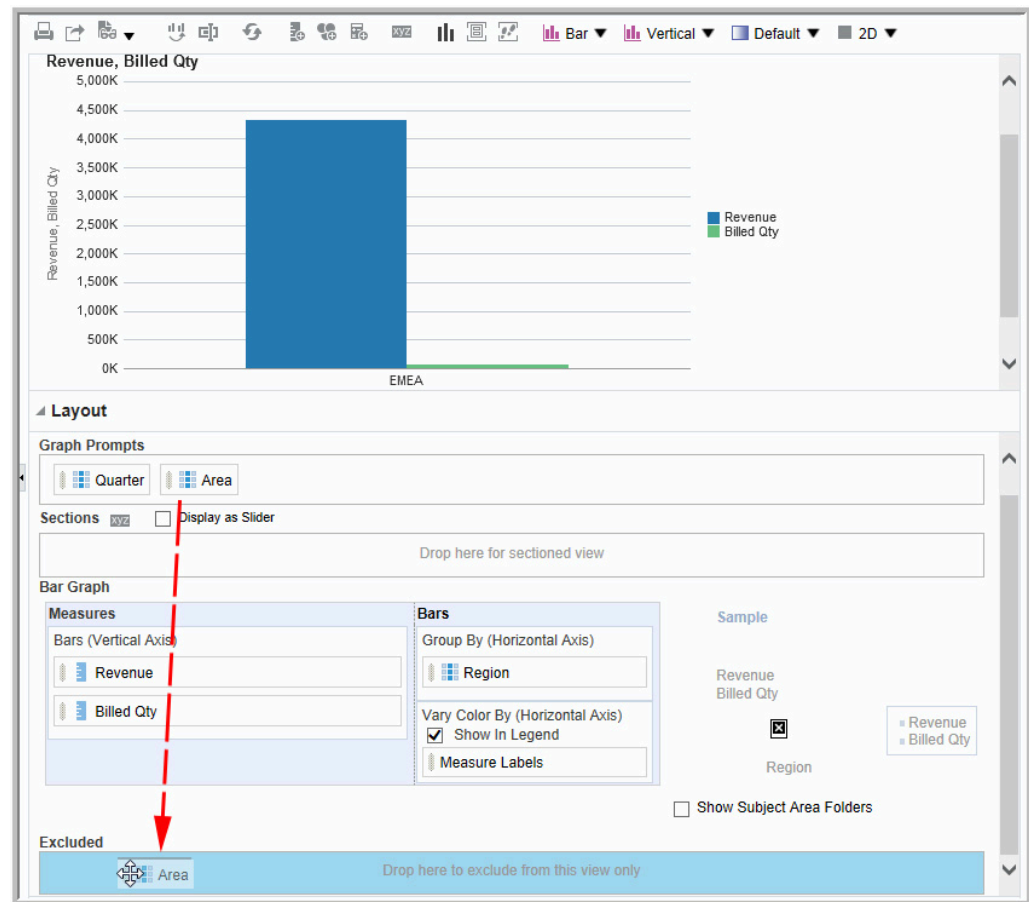 xyz Bar ▼ Vertical ▼ Default ▼ 2D ▼
Revenue, Billed Qty
5,000K
4,500K
4,000K
3,500K
3,000K
2,500K
2,000K
1,500K
1,000K
500K
0K
Revenue, Billed Qty
EMEA
Revenue
Billed Qty
Layout
Graph Prompts
Quarter Area
Sections xyz Display as Slider
Drop here for sectioned view
Bar Graph
Measures
Bars (Vertical Axis)
Revenue
Billed Qty
Bars
Group By (Horizontal Axis)
Region
Vary Color By (Horizontal Axis)
Show In Legend
Measure Labels
Sample
Revenue
Billed Qty
Revenue
Billed Qty
Region
Show Subject Area Folders
Excluded
Area
Drop here to exclude from this view only